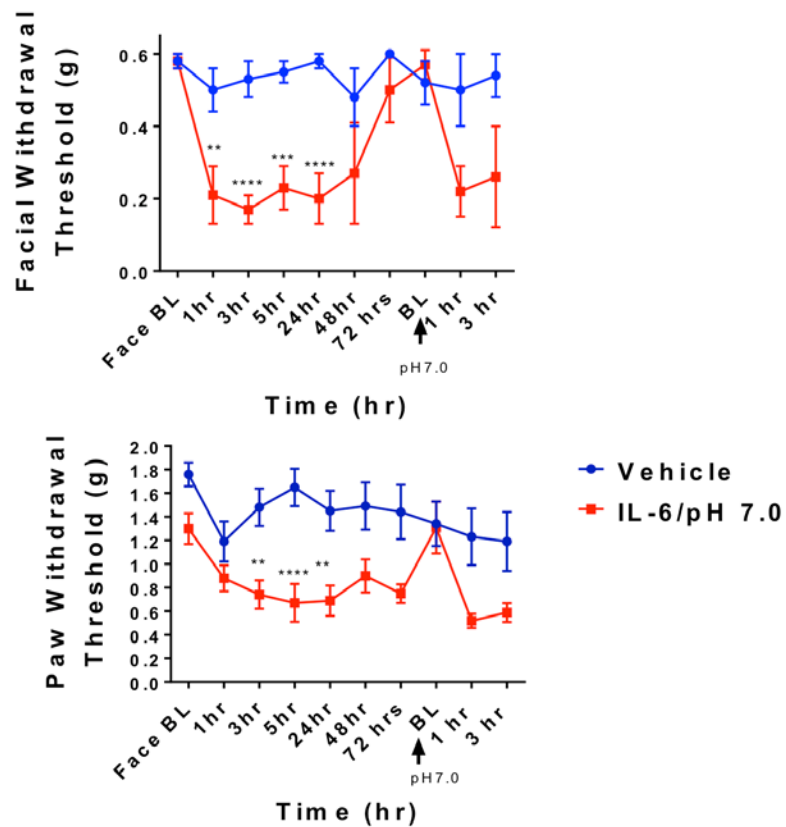 Facial Withdrawal
Threshold (g)
0.6
0.4
0.2
0.0
**
****
***
****
Face BL
1hr
3hr
5hr
24hr
48hr
72 hrs
BL
1 hr
3 hr
pH7.0
Time (hr)
Paw Withdrawal
Threshold (g)
2.0
1.8
1.6
1.4
1.2
1.0
0.8
0.6
0.4
0.2
0.0
**
****
**
Face BL
1hr
3hr
5hr
24hr
48hr
72 hrs
BL
1 hr
3 hr
pH7.0
Time (hr)
Vehicle
IL-6/pH 7.0